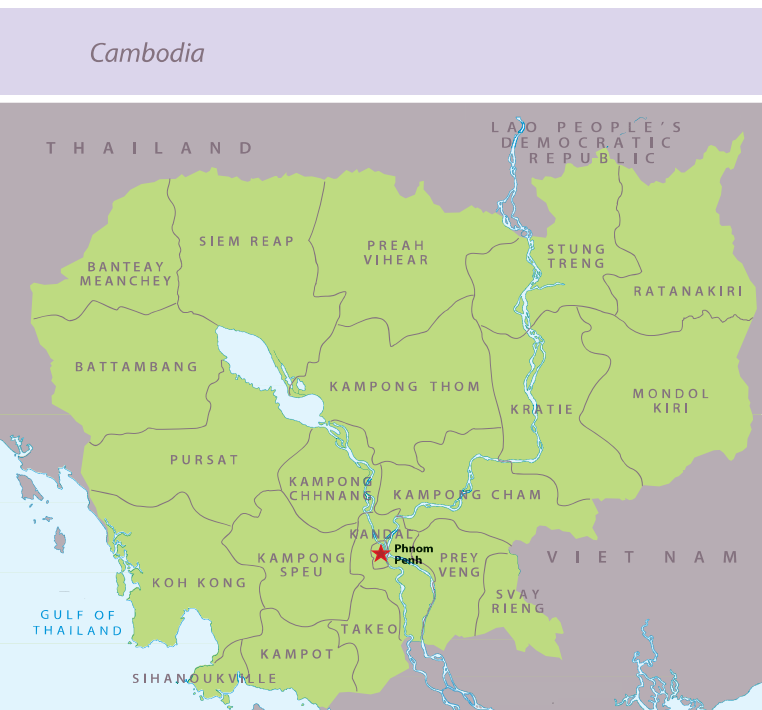 Cambodia
THAILAND
LAO PEOPLE'S
DEMOCRATIC
REPUBLIC
SIEM REAP
PREAH
VIHEAR
STUNG
TRENG
BANTEAY
MEANCHEY
RATANAKIRI
BATTAMBANG
KAMPONG THOM
KRATIE
MONDOL
KIRI
PURSAT
KAMPONG
CHHNANG
KAMPONG CHAM
KANDAL
Phnom
Penh
VIET NAM
KAMPONG
SPEU
PREY
VENG
KOH KONG
SVAY
RIENG
GULF OF
THAILAND
TAKEO
KAMPOT
SIHANOUKVILLE